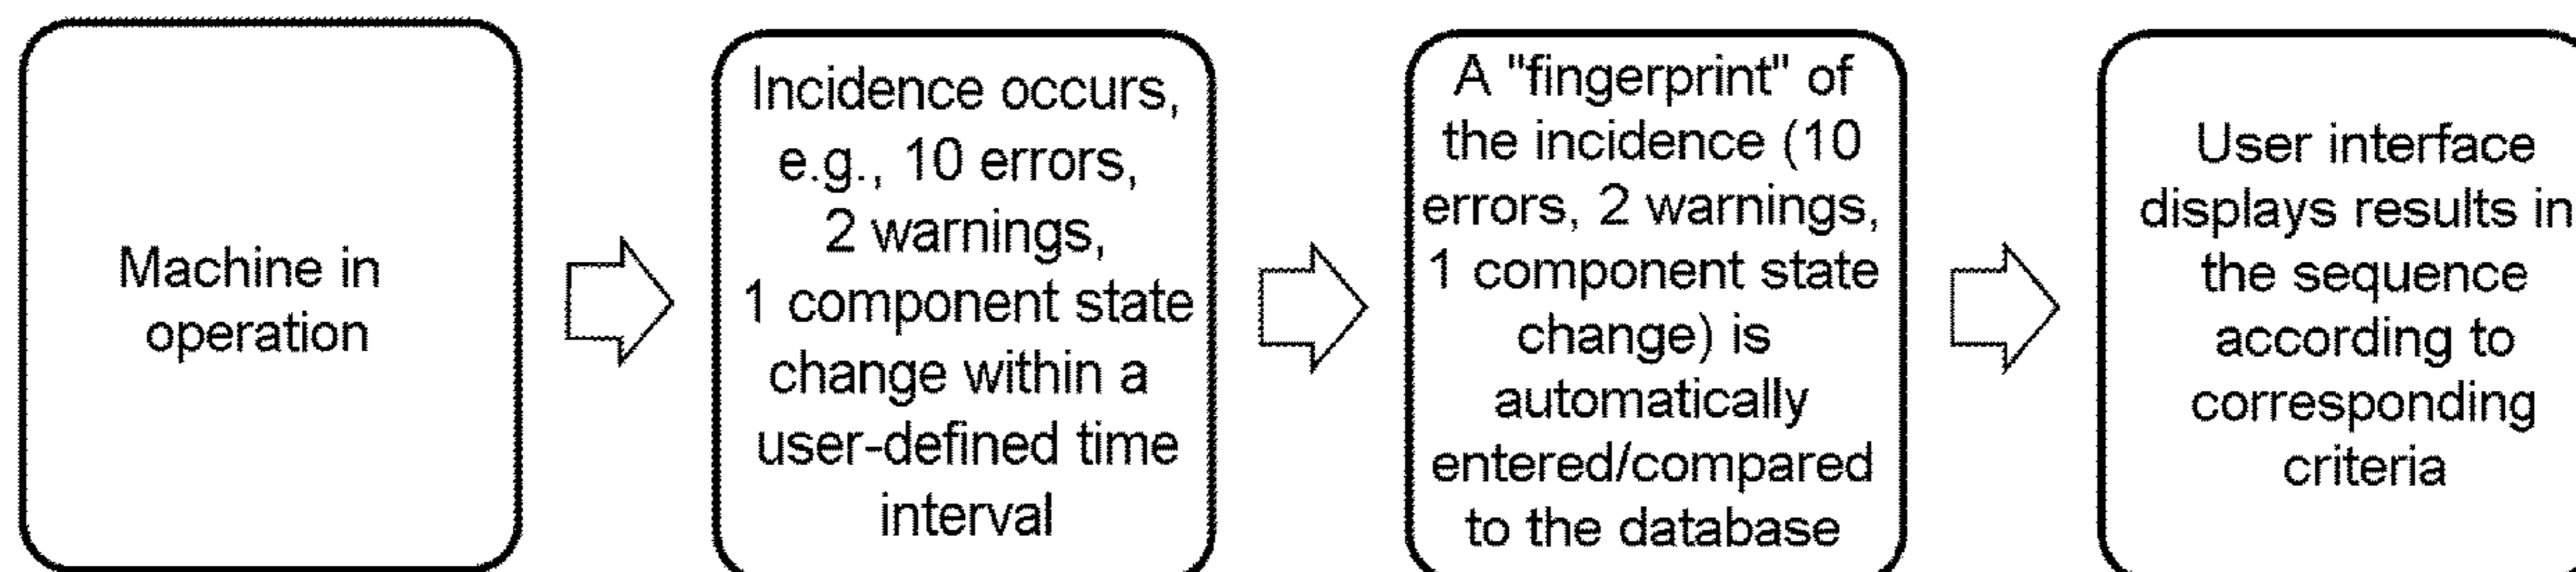 Machine in
operation
Incidence occurs,
e.g., 10 errors,
2 warnings,
1 component state
change within a
user-defined time
interval
A "fingerprint" of
the incidence (10
errors, 2 warnings,
1 component state
change) is
automatically
entered/compared
to the database
User interface
displays results in
the sequence
according to
corresponding
criteria